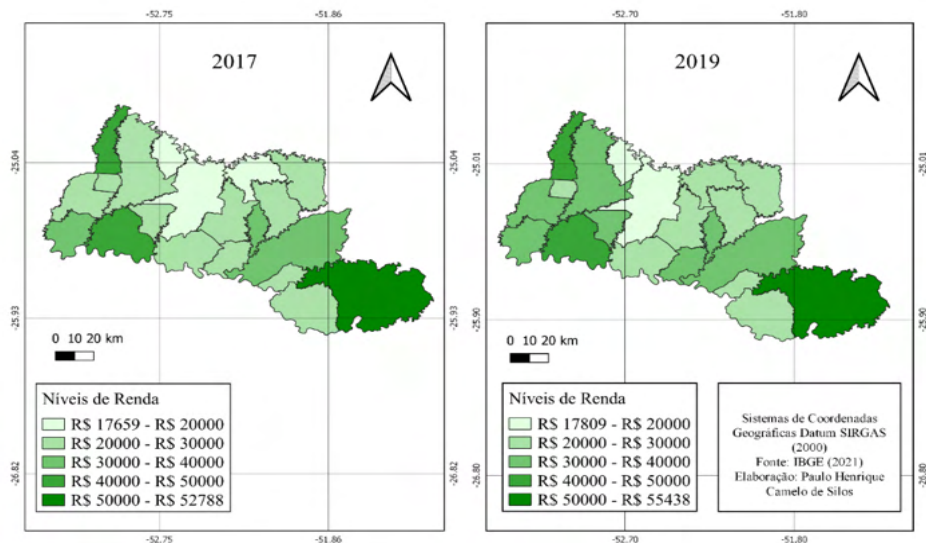 -52.75
-51.86
2017
-25.04
-25.04
-25.93
-25.93
0 10 20 km
Níveis de Renda
R$ 17659 - R$ 20000
R$ 20000 - R$ 30000
R$ 30000 - R$ 40000
R$ 40000 - R$ 50000
R$ 50000 - R$ 52788
-26.82
-26.82
-52.75
-51.86
-52.70
-51.80
2019
-25.01
-25.01
-25.90
-25.90
0 10 20 km
Níveis de Renda
R$ 17809 - R$ 20000
R$ 20000 - R$ 30000
R$ 30000 - R$ 40000
R$ 40000 - R$ 50000
R$ 50000 - R$ 55438
Sistemas de Coordenadas
Geográficas Datum SIRGAS
(2000)
Fonte: IBGE (2021)
Elaboração: Paulo Henrique
Camelo de Silos
-26.80
-26.80
-52.70
-51.80